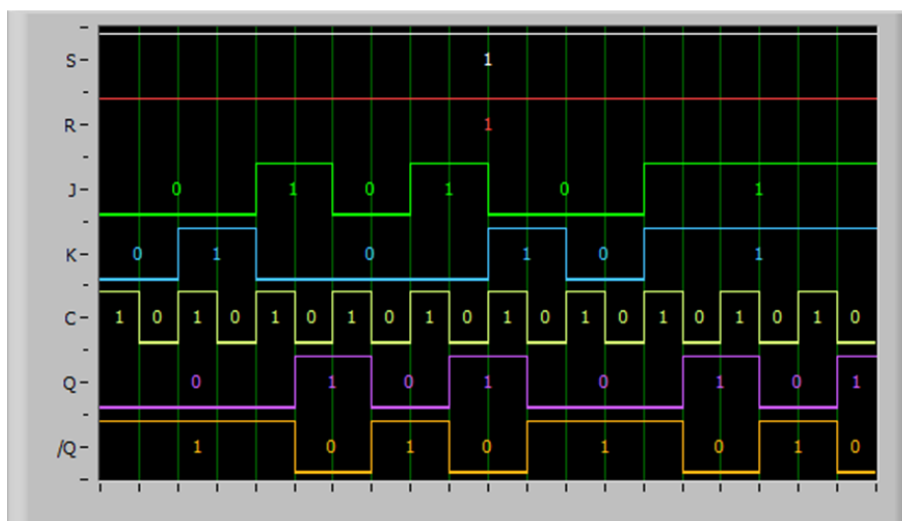 S 1
R 1
J 0 1 0 1 0 1
K 0 1 0 1 0 1
C 1 0 1 0 1 0 1 0 1 0 1 0 1 0 1 0 1 0 1 0
Q 0 1 0 1 0 1 0 1
/Q 1 0 1 0 1 0 1 0